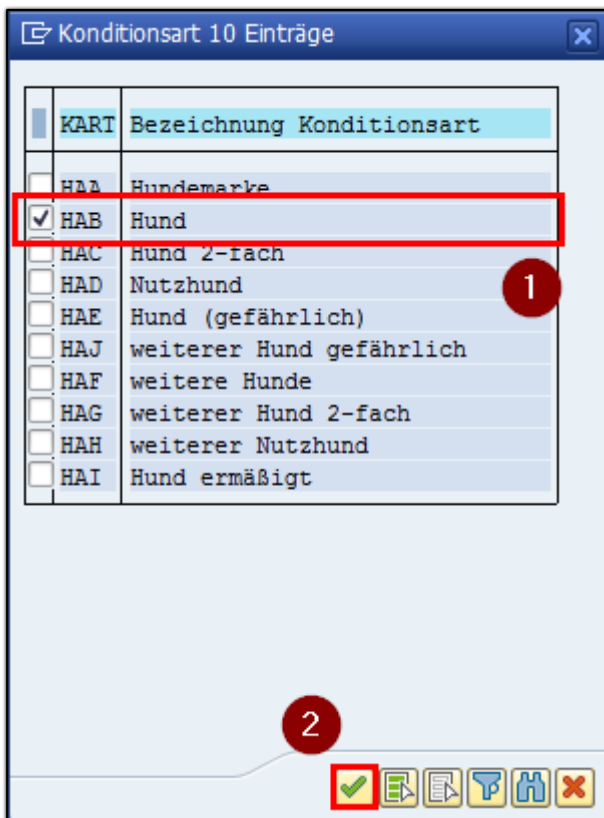 Konditionsart 10 Einträge
KART Bezeichnung Konditionsart
HAA Hundemarke
HAB Hund
HAC Hund 2-fach
HAD Nutzhund
1
HAE Hund (gefährlich)
HAJ weiterer Hund gefährlich
HAF weitere Hunde
HAG weiterer Hund 2-fach
HAH weiterer Nutzhund
HAI Hund ermäßigt
2